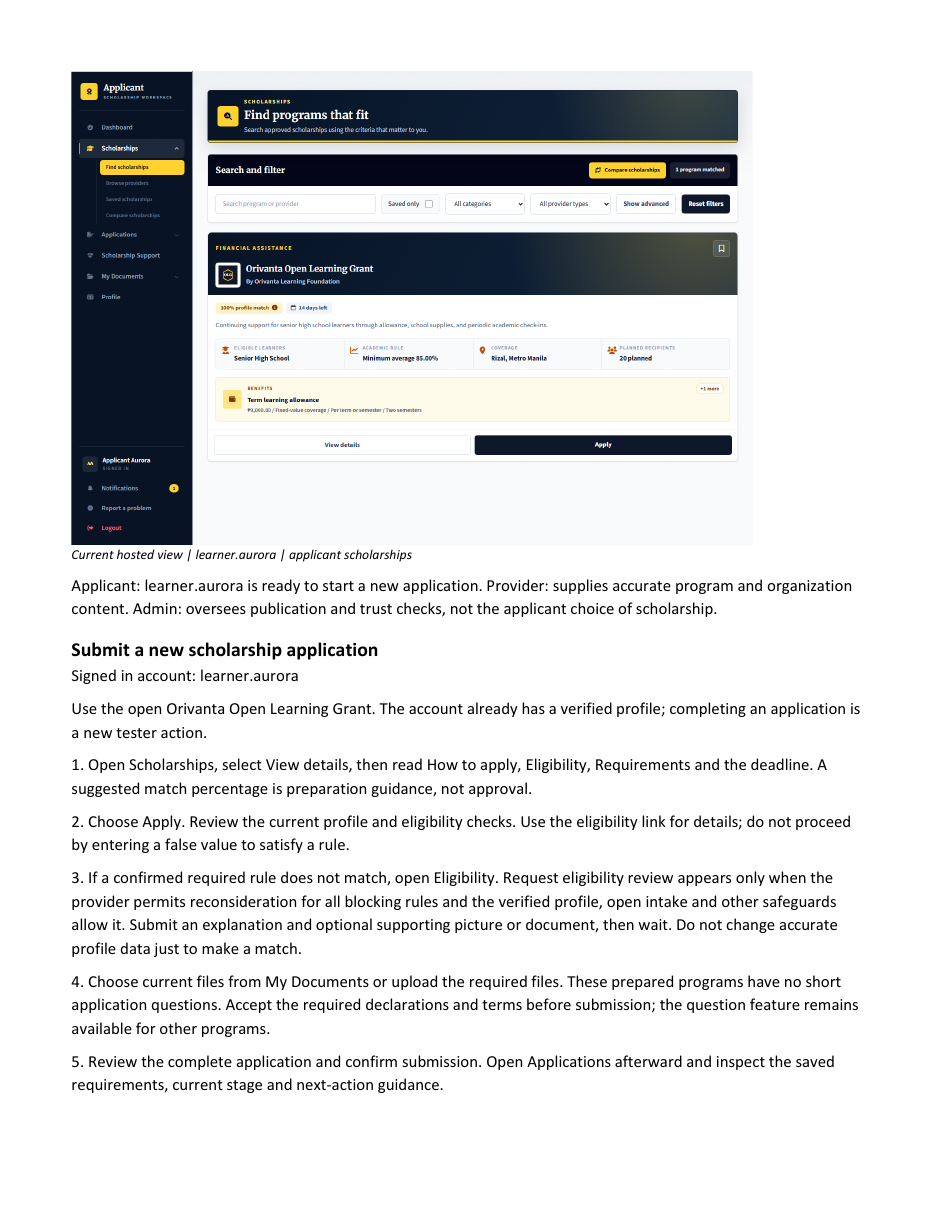 Applicant
SCHOLARSHIP WORKSPACE
Dashboard
Scholarships
Find scholarships
Browse providers
Saved scholarships
Compare scholarships
Applications
Scholarship Support
My Documents
Profile
Applicant Aurora
SIGNED IN
Notifications
Report a problem
Logout
SCHOLARSHIPS
Find programs that fit
Search approved scholarships using the criteria that matter to you.
Search and filter
Compare scholarships
1 program matched
Search program or provider
Saved only
All categories
All provider types
Show advanced
Reset filters
FINANCIAL ASSISTANCE
Orivanta Open Learning Grant
By Orivanta Learning Foundation
100% profile match
14 days left
Continuing support for senior high school learners through allowance, school supplies, and periodic academic check-ins.
ELIGIBLE LEARNERS
Senior High School
ACADEMIC RULE
Minimum average 85.00%
COVERAGE
Rizal, Metro Manila
PLANNED RECIPIENTS
20 planned
BENEFITS
+1 more
Term learning allowance
₱9,000.00 / Fixed-value coverage / Per term or semester / Two semesters
View details
Apply
Current hosted view | learner.aurora | applicant scholarships
Applicant: learner.aurora is ready to start a new application. Provider: supplies accurate program and organization
content. Admin: oversees publication and trust checks, not the applicant choice of scholarship.
Submit a new scholarship application
Signed in account: learner.aurora
Use the open Orivanta Open Learning Grant. The account already has a verified profile; completing an application is
a new tester action.
1. Open Scholarships, select View details, then read How to apply, Eligibility, Requirements and the deadline. A
suggested match percentage is preparation guidance, not approval.
2. Choose Apply. Review the current profile and eligibility checks. Use the eligibility link for details; do not proceed
by entering a false value to satisfy a rule.
3. If a confirmed required rule does not match, open Eligibility. Request eligibility review appears only when the
provider permits reconsideration for all blocking rules and the verified profile, open intake and other safeguards
allow it. Submit an explanation and optional supporting picture or document, then wait. Do not change accurate
profile data just to make a match.
4. Choose current files from My Documents or upload the required files. These prepared programs have no short
application questions. Accept the required declarations and terms before submission; the question feature remains
available for other programs.
5. Review the complete application and confirm submission. Open Applications afterward and inspect the saved
requirements, current stage and next-action guidance.